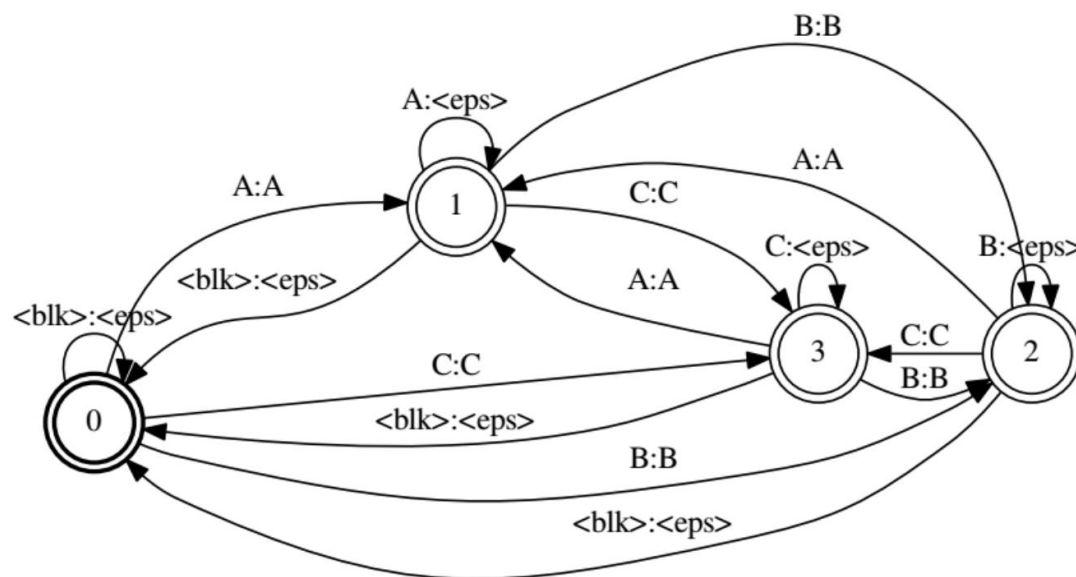 B:B
A:<eps>
A:A
A:A
1
C:C
C:<eps>
B:<eps>
<blk>:<eps>
A:A
<blk>:<eps>
C:C
3
2
C:C
B:B
0
<blk>:<eps>
B:B
<blk>:<eps>